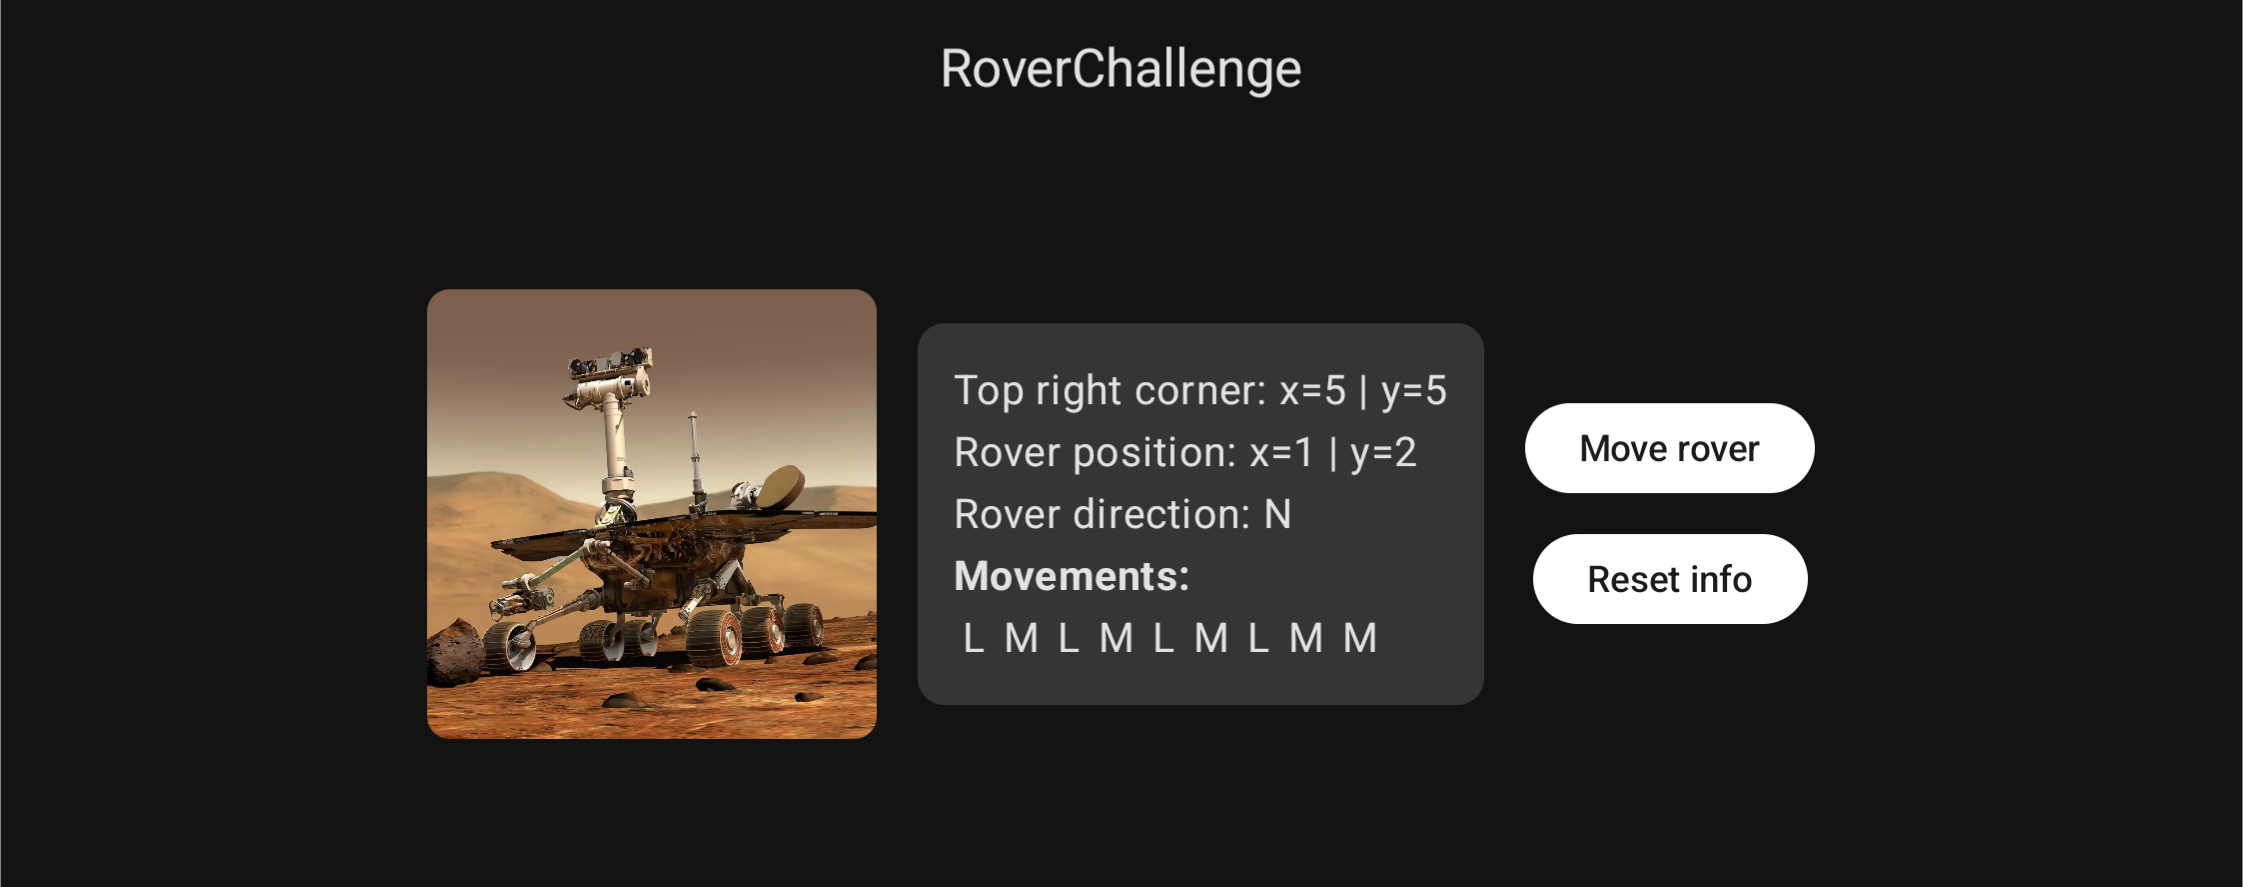 RoverChallenge
Top right corner: x=5 | y=5
Rover position: x=1 | y=2
Rover direction: N
Movements:
L M L M L M L M M
Move rover
Reset info